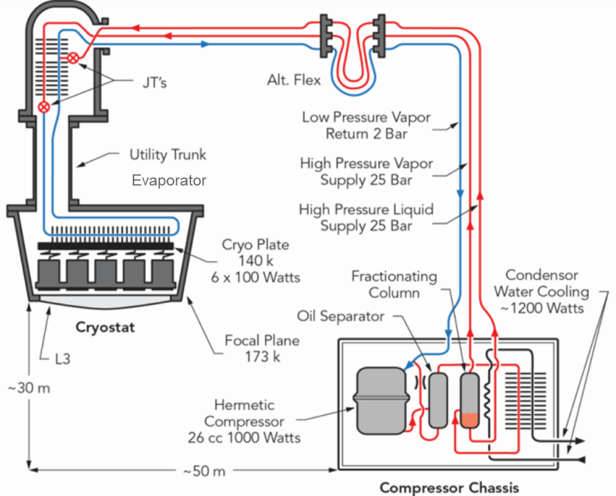 JT's
Alt. Flex
Low Pressure Vapor
Return 2 Bar
Utility Trunk
Evaporator
High Pressure Vapor
Supply 25 Bar
High Pressure Liquid
Supply 25 Bar
Cryo Plate
140 k
6 x 100 Watts
Fractionating
Column
Condensor
Water Cooling
~1200 Watts
Oil Separator
Cryostat
L3
Focal Plane
173 k
~30 m
Hermetic
Compressor
26 cc 1000 Watts
~50 m
Compressor Chassis